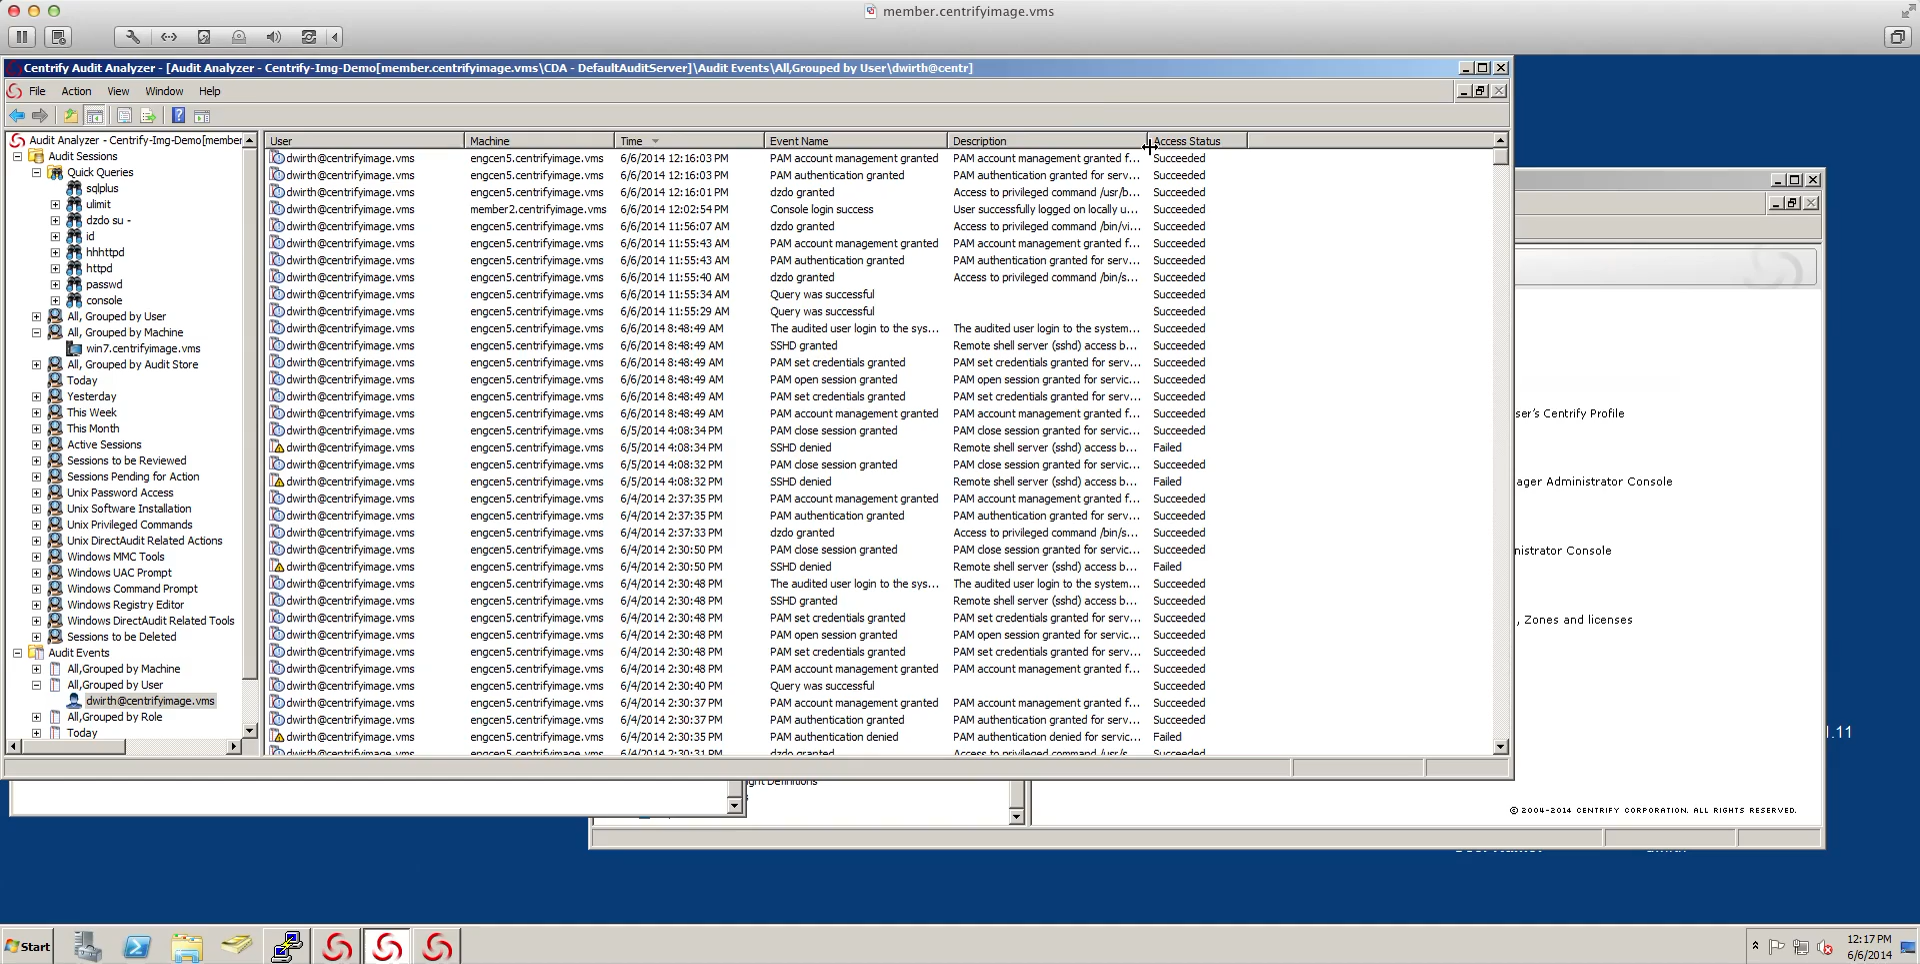 member.centrifyimage.vms
Centrify Audit Analyzer - [Audit Analyzer - Centrify-Img-Demo[member.centrifyimage.vms\CDA - DefaultAuditServer]\Audit Events\All,Grouped by User\dwirth@centr]
File Action View Window Help
Audit Analyzer - Centrify-Img-Demo[member
Audit Sessions
Quick Queries
sqlplus
ulimit
dzdo su -
id
hhhttpd
httpd
passwd
console
All, Grouped by User
All, Grouped by Machine
win7.centrifyimage.vms
All, Grouped by Audit Store
Today
Yesterday
This Week
This Month
Active Sessions
Sessions to be Reviewed
Sessions Pending for Action
Unix Password Access
Unix Software Installation
Unix Privileged Commands
Unix DirectAudit Related Actions
Windows MMC Tools
Windows UAC Prompt
Windows Command Prompt
Windows Registry Editor
Windows DirectAudit Related Tools
Sessions to be Deleted
Audit Events
All,Grouped by Machine
All,Grouped by User
dwirth@centrifyimage.vms
All,Grouped by Role
Today
User Machine Time Event Name Description Access Status
dwirth@centrifyimage.vms engcen5.centrifyimage.vms 6/6/2014 12:16:03 PM PAM account management granted PAM account management granted f... Succeeded
dwirth@centrifyimage.vms engcen5.centrifyimage.vms 6/6/2014 12:16:03 PM PAM authentication granted PAM authentication granted for serv... Succeeded
dwirth@centrifyimage.vms engcen5.centrifyimage.vms 6/6/2014 12:16:01 PM dzdo granted Access to privileged command /usr/b... Succeeded
dwirth@centrifyimage.vms member2.centrifyimage.vms 6/6/2014 12:02:54 PM Console login success User successfully logged on locally u... Succeeded
dwirth@centrifyimage.vms engcen5.centrifyimage.vms 6/6/2014 11:56:07 AM dzdo granted Access to privileged command /bin/vi... Succeeded
dwirth@centrifyimage.vms engcen5.centrifyimage.vms 6/6/2014 11:55:43 AM PAM account management granted PAM account management granted f... Succeeded
dwirth@centrifyimage.vms engcen5.centrifyimage.vms 6/6/2014 11:55:43 AM PAM authentication granted PAM authentication granted for serv... Succeeded
dwirth@centrifyimage.vms engcen5.centrifyimage.vms 6/6/2014 11:55:40 AM dzdo granted Access to privileged command /bin/s... Succeeded
dwirth@centrifyimage.vms engcen5.centrifyimage.vms 6/6/2014 11:55:34 AM Query was successful Succeeded
dwirth@centrifyimage.vms engcen5.centrifyimage.vms 6/6/2014 11:55:29 AM Query was successful Succeeded
dwirth@centrifyimage.vms engcen5.centrifyimage.vms 6/6/2014 8:48:49 AM The audited user login to the sys... The audited user login to the system... Succeeded
dwirth@centrifyimage.vms engcen5.centrifyimage.vms 6/6/2014 8:48:49 AM SSHD granted Remote shell server (sshd) access b... Succeeded
dwirth@centrifyimage.vms engcen5.centrifyimage.vms 6/6/2014 8:48:49 AM PAM set credentials granted PAM set credentials granted for serv... Succeeded
dwirth@centrifyimage.vms engcen5.centrifyimage.vms 6/6/2014 8:48:49 AM PAM open session granted PAM open session granted for servic... Succeeded
dwirth@centrifyimage.vms engcen5.centrifyimage.vms 6/6/2014 8:48:49 AM PAM set credentials granted PAM set credentials granted for serv... Succeeded
dwirth@centrifyimage.vms engcen5.centrifyimage.vms 6/6/2014 8:48:49 AM PAM account management granted PAM account management granted f... Succeeded
dwirth@centrifyimage.vms engcen5.centrifyimage.vms 6/5/2014 4:08:34 PM PAM close session granted PAM close session granted for servic... Succeeded
dwirth@centrifyimage.vms engcen5.centrifyimage.vms 6/5/2014 4:08:34 PM SSHD denied Remote shell server (sshd) access b... Failed
dwirth@centrifyimage.vms engcen5.centrifyimage.vms 6/5/2014 4:08:32 PM PAM close session granted PAM close session granted for servic... Succeeded
dwirth@centrifyimage.vms engcen5.centrifyimage.vms 6/5/2014 4:08:32 PM SSHD denied Remote shell server (sshd) access b... Failed
dwirth@centrifyimage.vms engcen5.centrifyimage.vms 6/4/2014 2:37:35 PM PAM account management granted PAM account management granted f... Succeeded
dwirth@centrifyimage.vms engcen5.centrifyimage.vms 6/4/2014 2:37:35 PM PAM authentication granted PAM authentication granted for serv... Succeeded
dwirth@centrifyimage.vms engcen5.centrifyimage.vms 6/4/2014 2:37:33 PM dzdo granted Access to privileged command /bin/s... Succeeded
dwirth@centrifyimage.vms engcen5.centrifyimage.vms 6/4/2014 2:30:50 PM PAM close session granted PAM close session granted for servic... Succeeded
dwirth@centrifyimage.vms engcen5.centrifyimage.vms 6/4/2014 2:30:50 PM SSHD denied Remote shell server (sshd) access b... Failed
dwirth@centrifyimage.vms engcen5.centrifyimage.vms 6/4/2014 2:30:48 PM The audited user login to the sys... The audited user login to the system... Succeeded
dwirth@centrifyimage.vms engcen5.centrifyimage.vms 6/4/2014 2:30:48 PM SSHD granted Remote shell server (sshd) access b... Succeeded
dwirth@centrifyimage.vms engcen5.centrifyimage.vms 6/4/2014 2:30:48 PM PAM set credentials granted PAM set credentials granted for serv... Succeeded
dwirth@centrifyimage.vms engcen5.centrifyimage.vms 6/4/2014 2:30:48 PM PAM open session granted PAM open session granted for servic... Succeeded
dwirth@centrifyimage.vms engcen5.centrifyimage.vms 6/4/2014 2:30:48 PM PAM set credentials granted PAM set credentials granted for serv... Succeeded
dwirth@centrifyimage.vms engcen5.centrifyimage.vms 6/4/2014 2:30:48 PM PAM account management granted PAM account management granted f... Succeeded
dwirth@centrifyimage.vms engcen5.centrifyimage.vms 6/4/2014 2:30:40 PM Query was successful Succeeded
dwirth@centrifyimage.vms engcen5.centrifyimage.vms 6/4/2014 2:30:37 PM PAM account management granted PAM account management granted f... Succeeded
dwirth@centrifyimage.vms engcen5.centrifyimage.vms 6/4/2014 2:30:37 PM PAM authentication granted PAM authentication granted for serv... Succeeded
dwirth@centrifyimage.vms engcen5.centrifyimage.vms 6/4/2014 2:30:35 PM PAM authentication denied PAM authentication denied for servic... Failed
dwirth@centrifyimage.vms engcen5.centrifyimage.vms 6/4/2014 2:30:31 PM dzdo granted Access to privileged command /usr/s... Succeeded
ser's Centrify Profile
ager Administrator Console
nistrator Console
, Zones and licenses
1.11
ght Definitions
© 2004-2014 CENTRIFY CORPORATION. ALL RIGHTS RESERVED.
Start
12:17 PM
6/6/2014